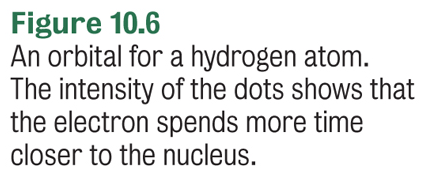 Figure 10.6
An orbital for a hydrogen atom.
The intensity of the dots shows that
the electron spends more time
closer to the nucleus.